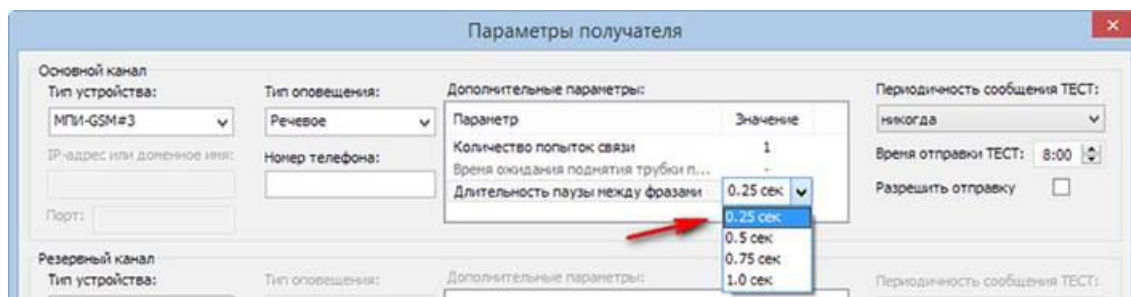 Параметры получателя
Основной канал
Тип устройства: Тип оповещения: Дополнительные параметры: Периодичность сообщения ТЕСТ:
МПИ-GSM#3 Речевое Параметр Значение никогда
Количество попыток связи 1
IP-адрес или доменное имя: Номер телефона: Время отправки ТЕСТ: 8:00
Время ожидания поднятия трубки п... -
Длительность паузы между фразами 0.25 сек Разрешить отправку
Порт: 0.25 сек
0.5 сек
Резервный канал 0.75 сек
Тип устройства: Тип оповещения: Дополнительные параметры: 1.0 сек Периодичность сообщения ТЕСТ: